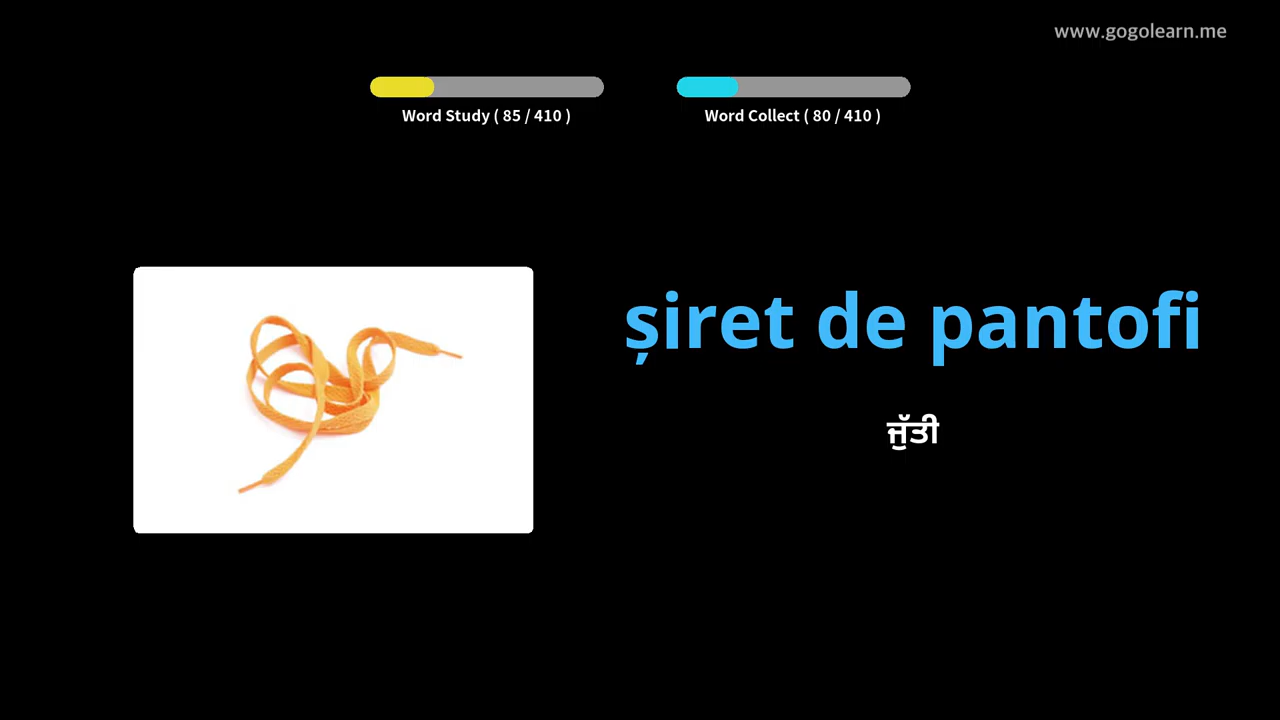 www.gogolearn.me
Word Study ( 85 / 410 )
Word Collect ( 80 / 410 )
șiret de pantofi
ਜੁੱਤੀ